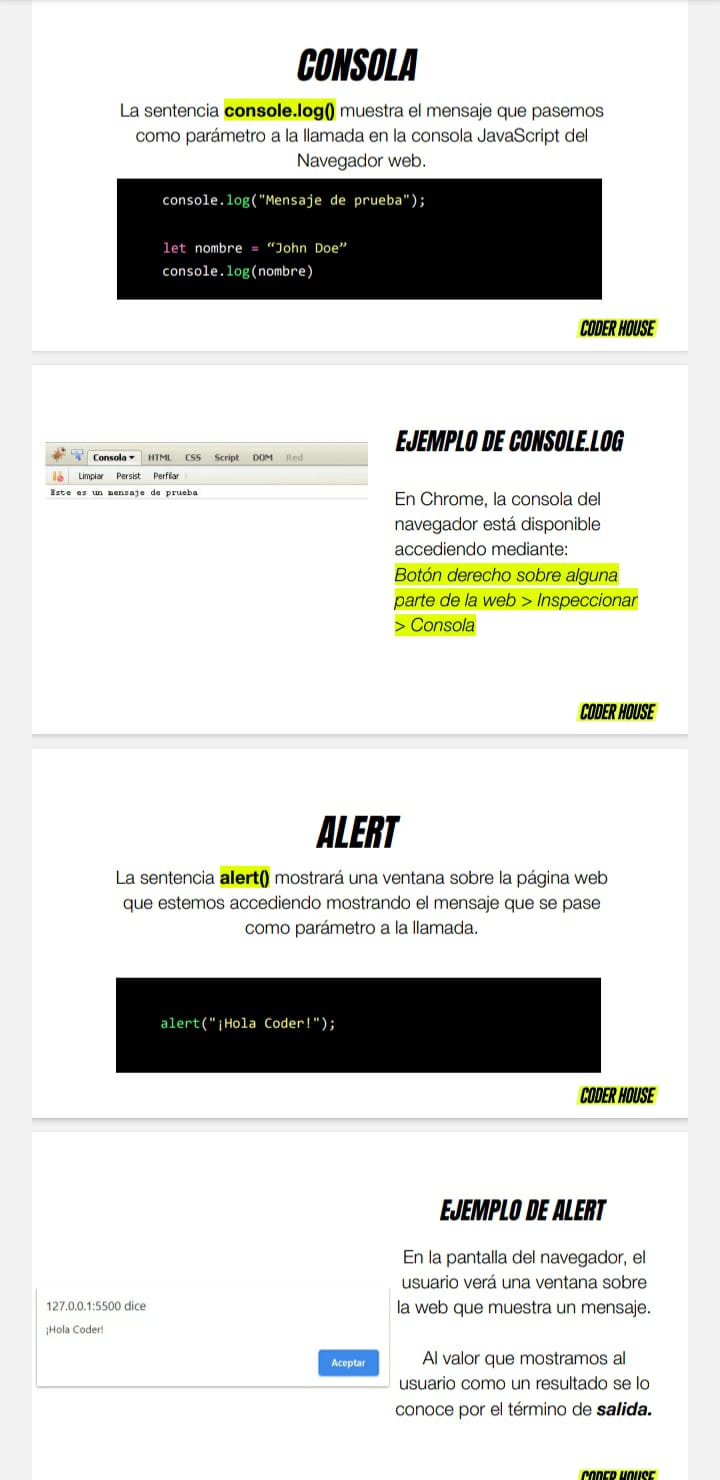 CONSOLA
La sentencia console.log() muestra el mensaje que pasemos
como parámetro a la llamada en la consola JavaScript del
Navegador web.
console.log("Mensaje de prueba");
let nombre = “John Doe”
console.log(nombre)
CODER HOUSE
EJEMPLO DE CONSOLE.LOG
Consola HTML CSS Script DOM Red
Limpiar Persist Perfilar
Este es un mensaje de prueba
En Chrome, la consola del
navegador está disponible
accediendo mediante:
Botón derecho sobre alguna
parte de la web > Inspeccionar
> Consola
CODER HOUSE
ALERT
La sentencia alert() mostrará una ventana sobre la página web
que estemos accediendo mostrando el mensaje que se pase
como parámetro a la llamada.
alert("¡Hola Coder!");
CODER HOUSE
EJEMPLO DE ALERT
127.0.0.1:5500 dice
¡Hola Coder!
Aceptar
En la pantalla del navegador, el
usuario verá una ventana sobre
la web que muestra un mensaje.
Al valor que mostramos al
usuario como un resultado se lo
conoce por el término de salida.
CODER HOUSE